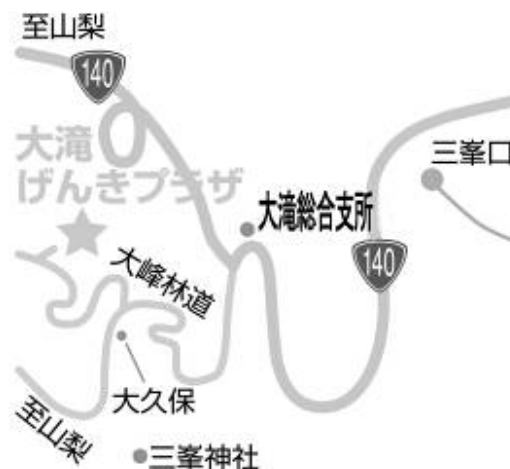 至山梨
140
大滝
げんきプラザ
三峯口
大滝総合支所
140
大峰林道
大久保
至山梨
三峯神社